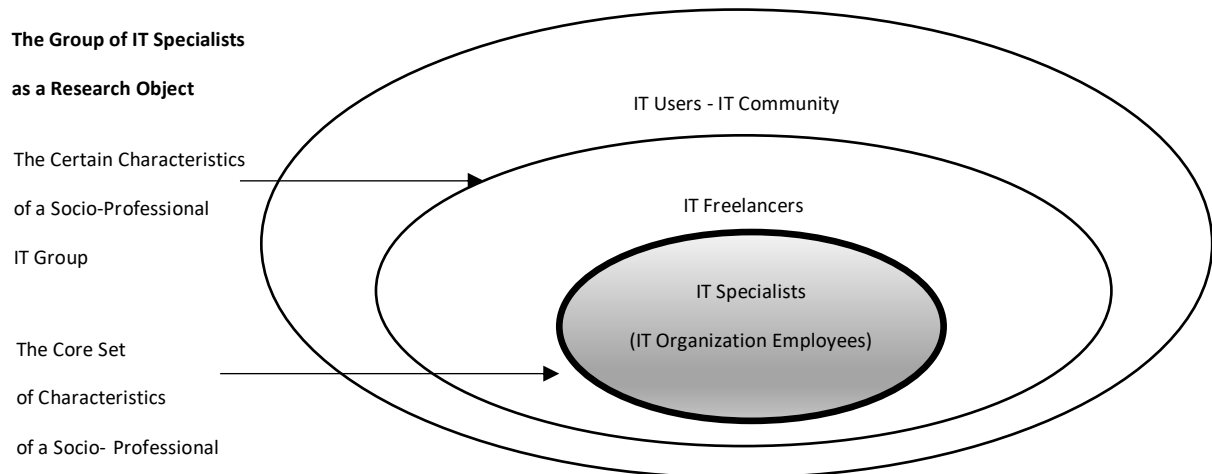 The Group of IT Specialists
as a Research Object
IT Users - IT Community
The Certain Characteristics
of a Socio-Professional
IT Group
IT Freelancers
IT Specialists
(IT Organization Employees)
The Core Set
of Characteristics
of a Socio- Professional